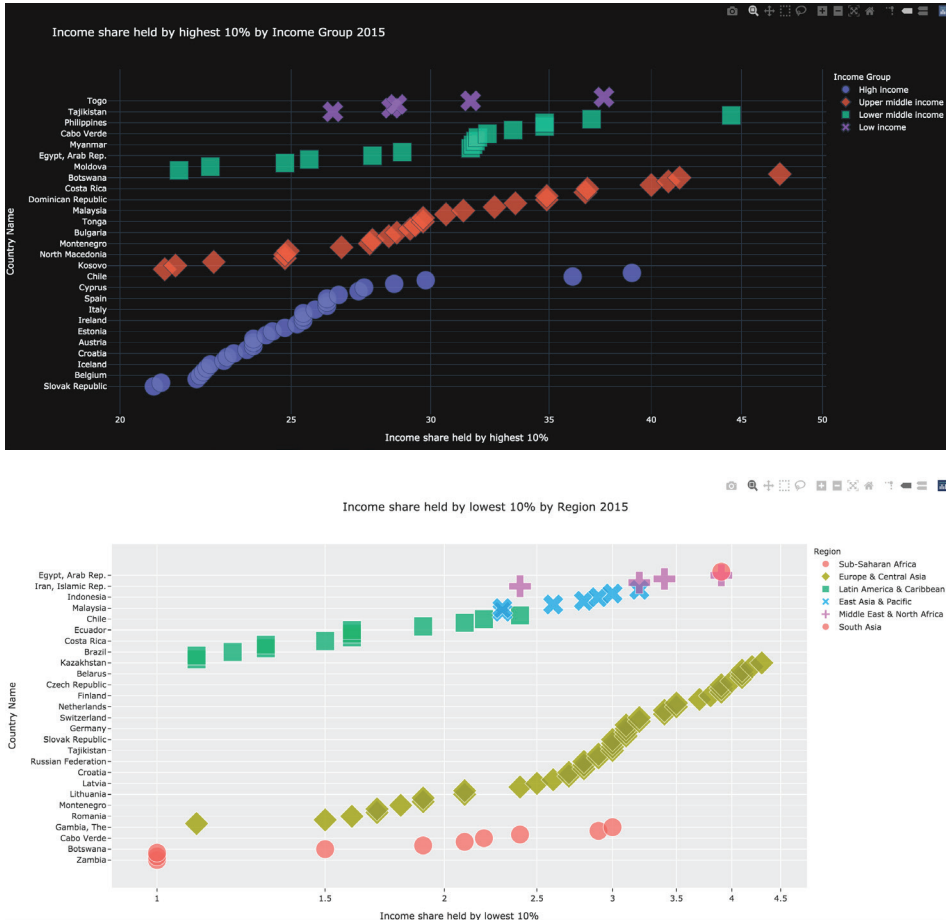 Income share held by highest 10% by Income Group 2015
Income Group
High income
Upper middle income
Lower middle income
Low income
Country Name
Togo
Tajikistan
Philippines
Cabo Verde
Myanmar
Egypt, Arab Rep.
Moldova
Botswana
Costa Rica
Dominican Republic
Malaysia
Tonga
Bulgaria
Montenegro
North Macedonia
Kosovo
Chile
Cyprus
Spain
Italy
Ireland
Estonia
Austria
Croatia
Iceland
Belgium
Slovak Republic
20 25 30 35 40 45 50
Income share held by highest 10%
Income share held by lowest 10% by Region 2015
Region
Sub-Saharan Africa
Europe & Central Asia
Latin America & Caribbean
East Asia & Pacific
Middle East & North Africa
South Asia
Country Name
Egypt, Arab Rep.
Iran, Islamic Rep.
Indonesia
Malaysia
Chile
Ecuador
Costa Rica
Brazil
Kazakhstan
Belarus
Czech Republic
Finland
Netherlands
Switzerland
Germany
Slovak Republic
Tajikistan
Russian Federation
Croatia
Latvia
Lithuania
Montenegro
Romania
Gambia, The
Cabo Verde
Botswana
Zambia
1 1.5 2 2.5 3 3.5 4 4.5
Income share held by lowest 10%